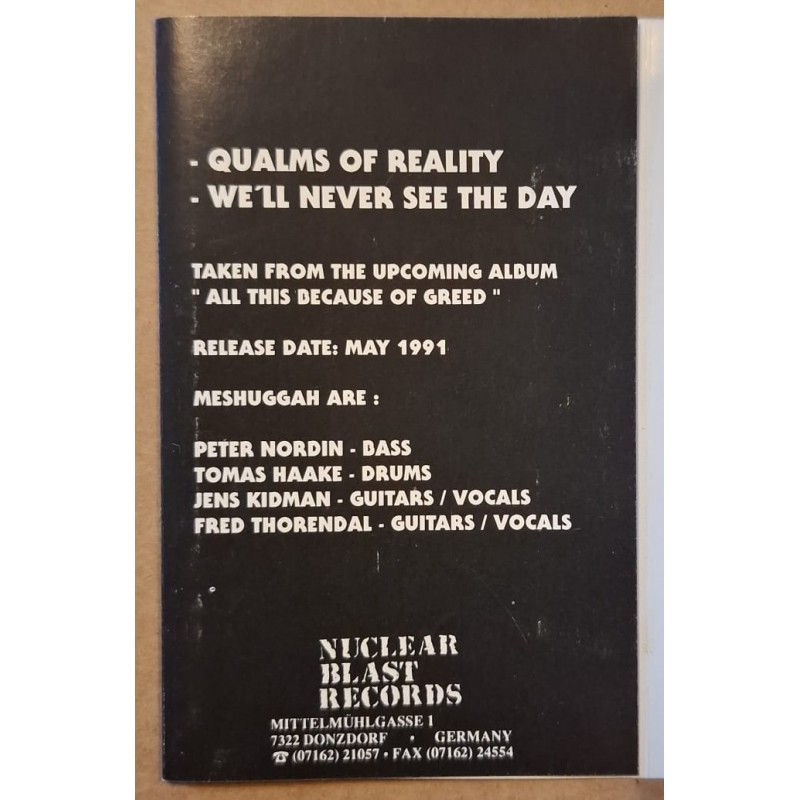 - QUALMS OF REALITY
- WE´LL NEVER SEE THE DAY
TAKEN FROM THE UPCOMING ALBUM
" ALL THIS BECAUSE OF GREED "
RELEASE DATE: MAY 1991
MESHUGGAH ARE :
PETER NORDIN - BASS
TOMAS HAAKE - DRUMS
JENS KIDMAN - GUITARS / VOCALS
FRED THORENDAL - GUITARS / VOCALS
NUCLEAR
BLAST
RECORDS
MITTELMÜHLGASSE 1
7322 DONZDORF • GERMANY
☎ (07162) 21057 • FAX (07162) 24554